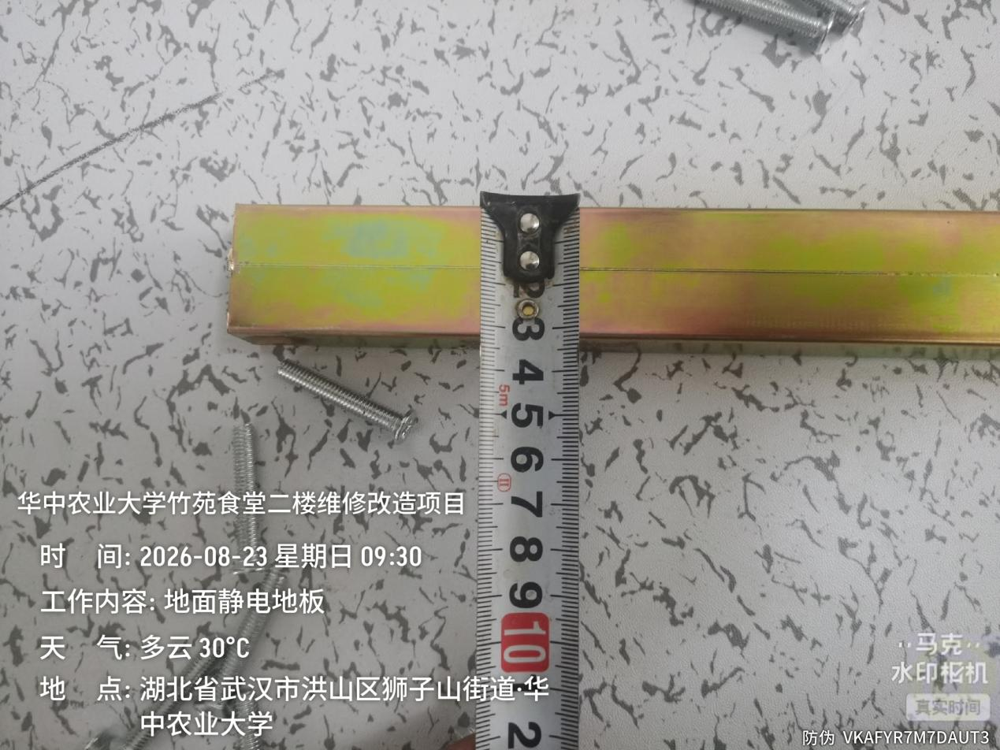 2
3
4
5m
5
6
II
7
8
9
10
2
华中农业大学竹苑食堂二楼维修改造项目
时 间: 2026-08-23 星期日 09:30
工作内容: 地面静电地板
天 气: 多云 30°C
地 点: 湖北省武汉市洪山区狮子山街道·华
中农业大学
马克
水印相机
真实时间
防伪 VKAFYR7M7DAUT3